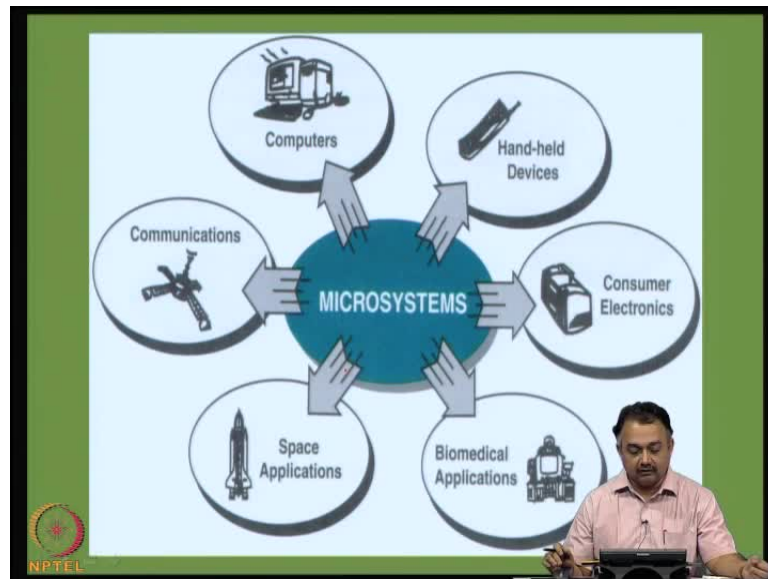 Computers
Hand-held
Devices
Communications
MICROSYSTEMS
Consumer
Electronics
Space
Applications
Biomedical
Applications
NPTEL